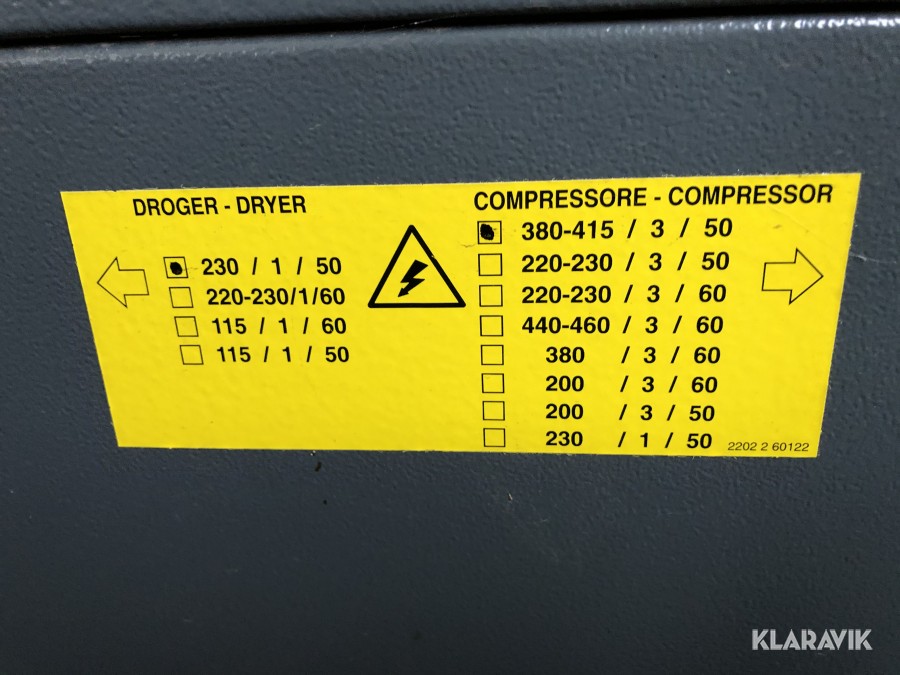 DROGER - DRYER
230 / 1 / 50
220-230/1/60
115 / 1 / 60
115 / 1 / 50
COMPRESSORE - COMPRESSOR
380-415 / 3 / 50
220-230 / 3 / 50
220-230 / 3 / 60
440-460 / 3 / 60
380 / 3 / 60
200 / 3 / 60
200 / 3 / 50
230 / 1 / 50
2202 2 60122
KLARAVIK